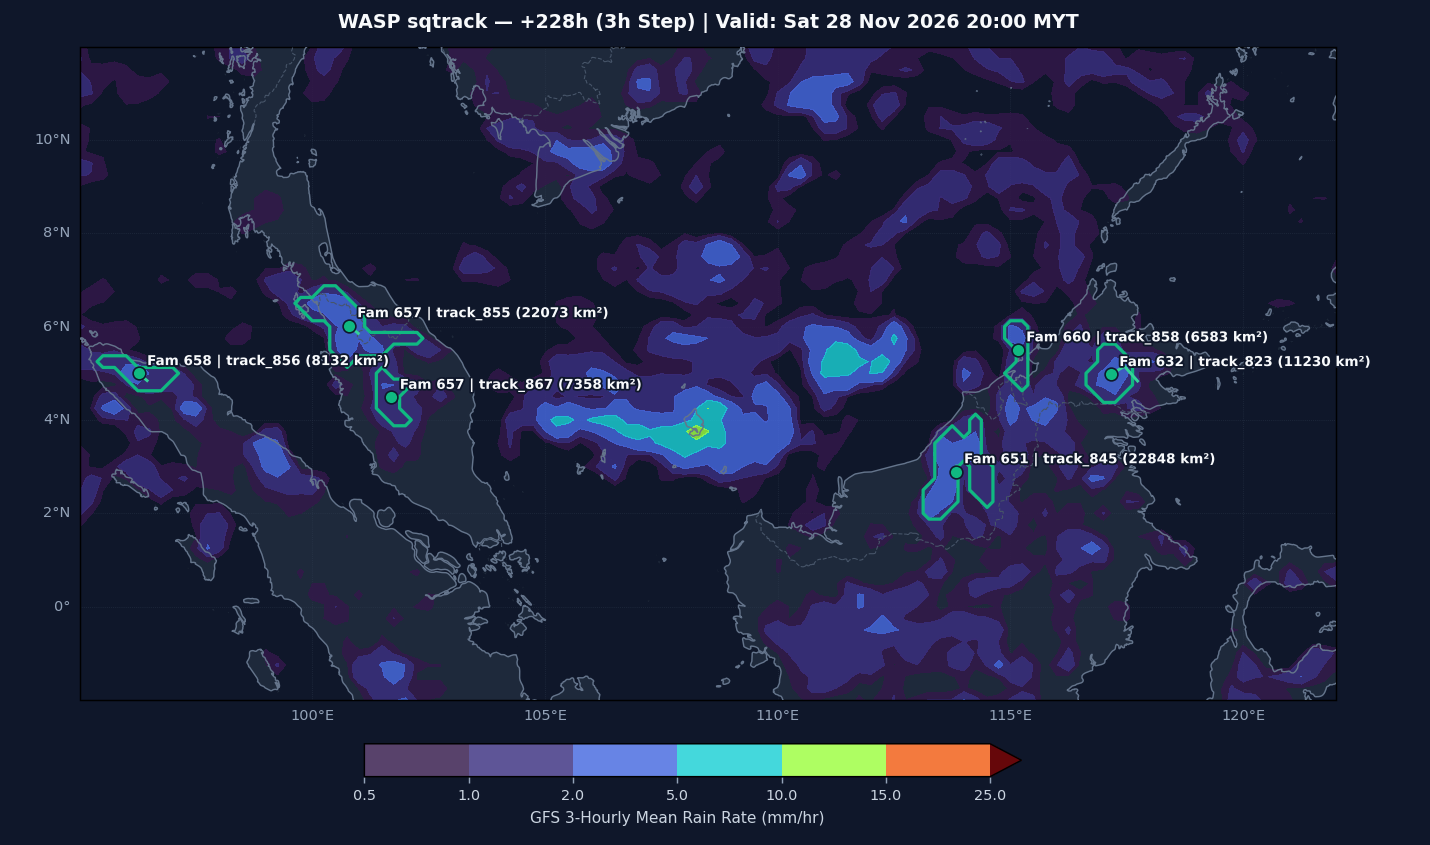 WASP sqtrack — +228h (3h Step) | Valid: Sat 28 Nov 2026 20:00 MYT
10°N
8°N
6°N
4°N
2°N
0°
Fam 657 | track_855 (22073 km²)
Fam 660 | track_858 (6583 km²)
Fam 658 | track_856 (8132 km²)
Fam 632 | track_823 (11230 km²)
Fam 657 | track_867 (7358 km²)
Fam 651 | track_845 (22848 km²)
100°E 105°E 110°E 115°E 120°E
0.5 1.0 2.0 5.0 10.0 15.0 25.0
GFS 3-Hourly Mean Rain Rate (mm/hr)